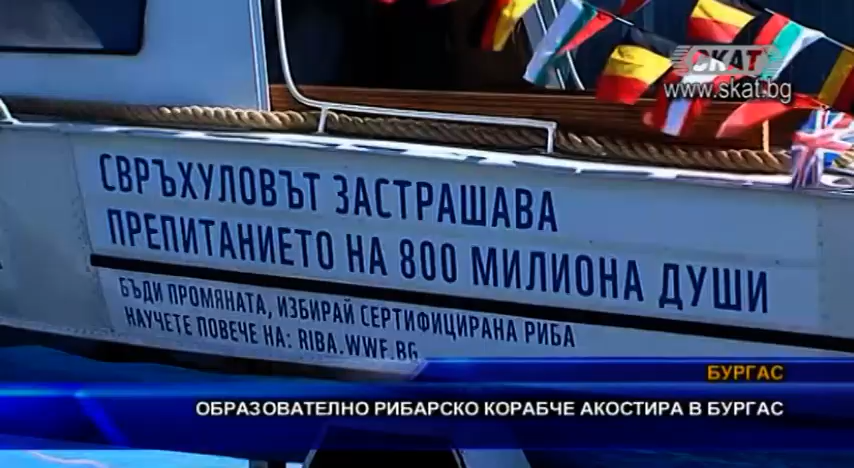 СКАТ
www.skat.bg
СВРЪХУЛОВЪТ ЗАСТРАШАВА
ПРЕПИТАНИЕТО НА 800 МИЛИОНА ДУШИ
БЪДИ ПРОМЯНАТА, ИЗБИРАЙ СЕРТИФИЦИРАНА РИБА
НАУЧЕТЕ ПОВЕЧЕ НА: RIBA.WWF.BG
БУРГАС
ОБРАЗОВАТЕЛНО РИБАРСКО КОРАБЧЕ АКОСТИРА В БУРГАС